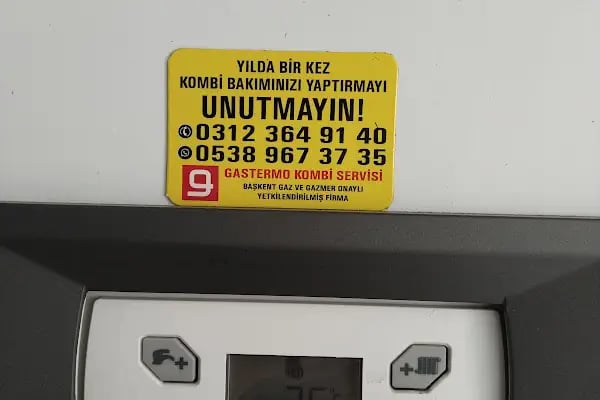 YILDA BİR KEZ
KOMBİ BAKIMINIZI YAPTIRMAYI
UNUTMAYIN!
0312 364 91 40
0538 967 37 35
g GASTERMO KOMBİ SERVİSİ
BAŞKENT GAZ VE GAZMER ONAYLI
YETKİLENDİRİLMİŞ FİRMA